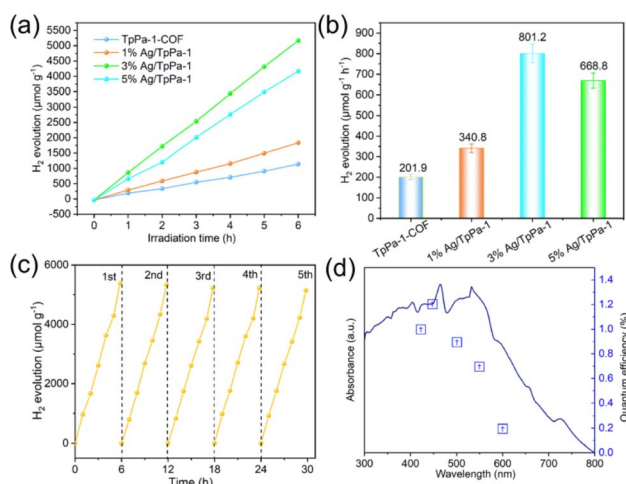 (a)
TpPa-1-COF
1% Ag/TpPa-1
3% Ag/TpPa-1
5% Ag/TpPa-1
H₂ evolution (μmol g⁻¹)
5500
5000
4500
4000
3500
3000
2500
2000
1500
1000
500
0
-500
0 1 2 3 4 5 6
Irradiation time (h)
(b)
H₂ evolution (μmol g⁻¹ h⁻¹)
900
800
700
600
500
400
300
200
100
0
201.9
340.8
801.2
668.8
TpPa-1-COF
1% Ag/TpPa-1
3% Ag/TpPa-1
5% Ag/TpPa-1
(c)
1st 2nd 3rd 4th 5th
H₂ evolution (μmol g⁻¹)
6000
4000
2000
0
0 6 12 18 24 30
Time (h)
(d)
Absorbance (a.u.)
Quantum efficiency (%)
1.4
1.2
1.0
0.8
0.6
0.4
0.2
0.0
300 400 500 600 700 800
Wavelength (nm)